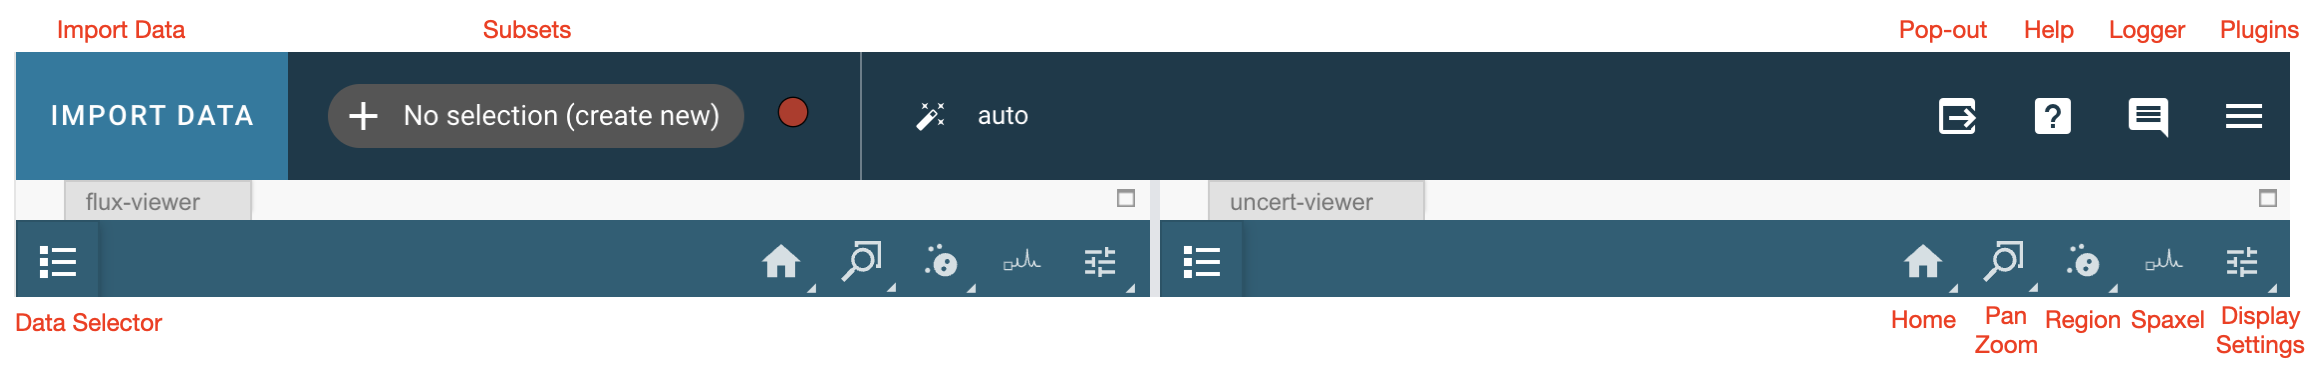 Import Data Subsets Pop-out Help Logger Plugins
IMPORT DATA No selection (create new) auto
flux-viewer uncert-viewer
Data Selector Home Pan Zoom Region Spaxel Display Settings